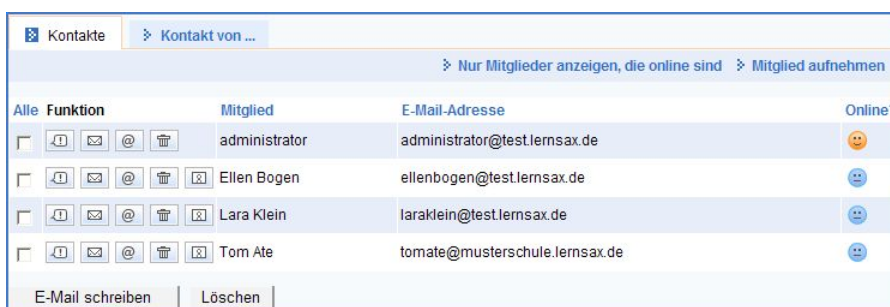 Kontakte Kontakt von ...
Nur Mitglieder anzeigen, die online sind Mitglied aufnehmen
Alle Funktion Mitglied E-Mail-Adresse Online
@ administrator administrator@test.lernsax.de
@ Ellen Bogen ellenbogen@test.lernsax.de
@ Lara Klein laraklein@test.lernsax.de
@ Tom Ate tomate@musterschule.lernsax.de
E-Mail schreiben Löschen